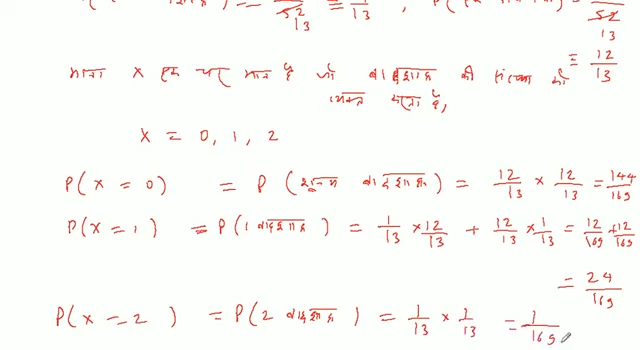 = 52/13 = 1/13 , P( = 52/13
= 12/13
माना X एक चर मान है जो बादशाह की संख्या को
व्यक्त करता है,
X = 0, 1, 2
P(X = 0) = P (शून्य बादशाह) = 12/13 × 12/13 = 144/169
P(X = 1) = P(1 बादशाह) = 1/13 × 12/13 + 12/13 × 1/13 = 12/169 + 12/169
= 24/169
P(X = 2) = P(2 बादशाह) = 1/13 × 1/13 = 1/169